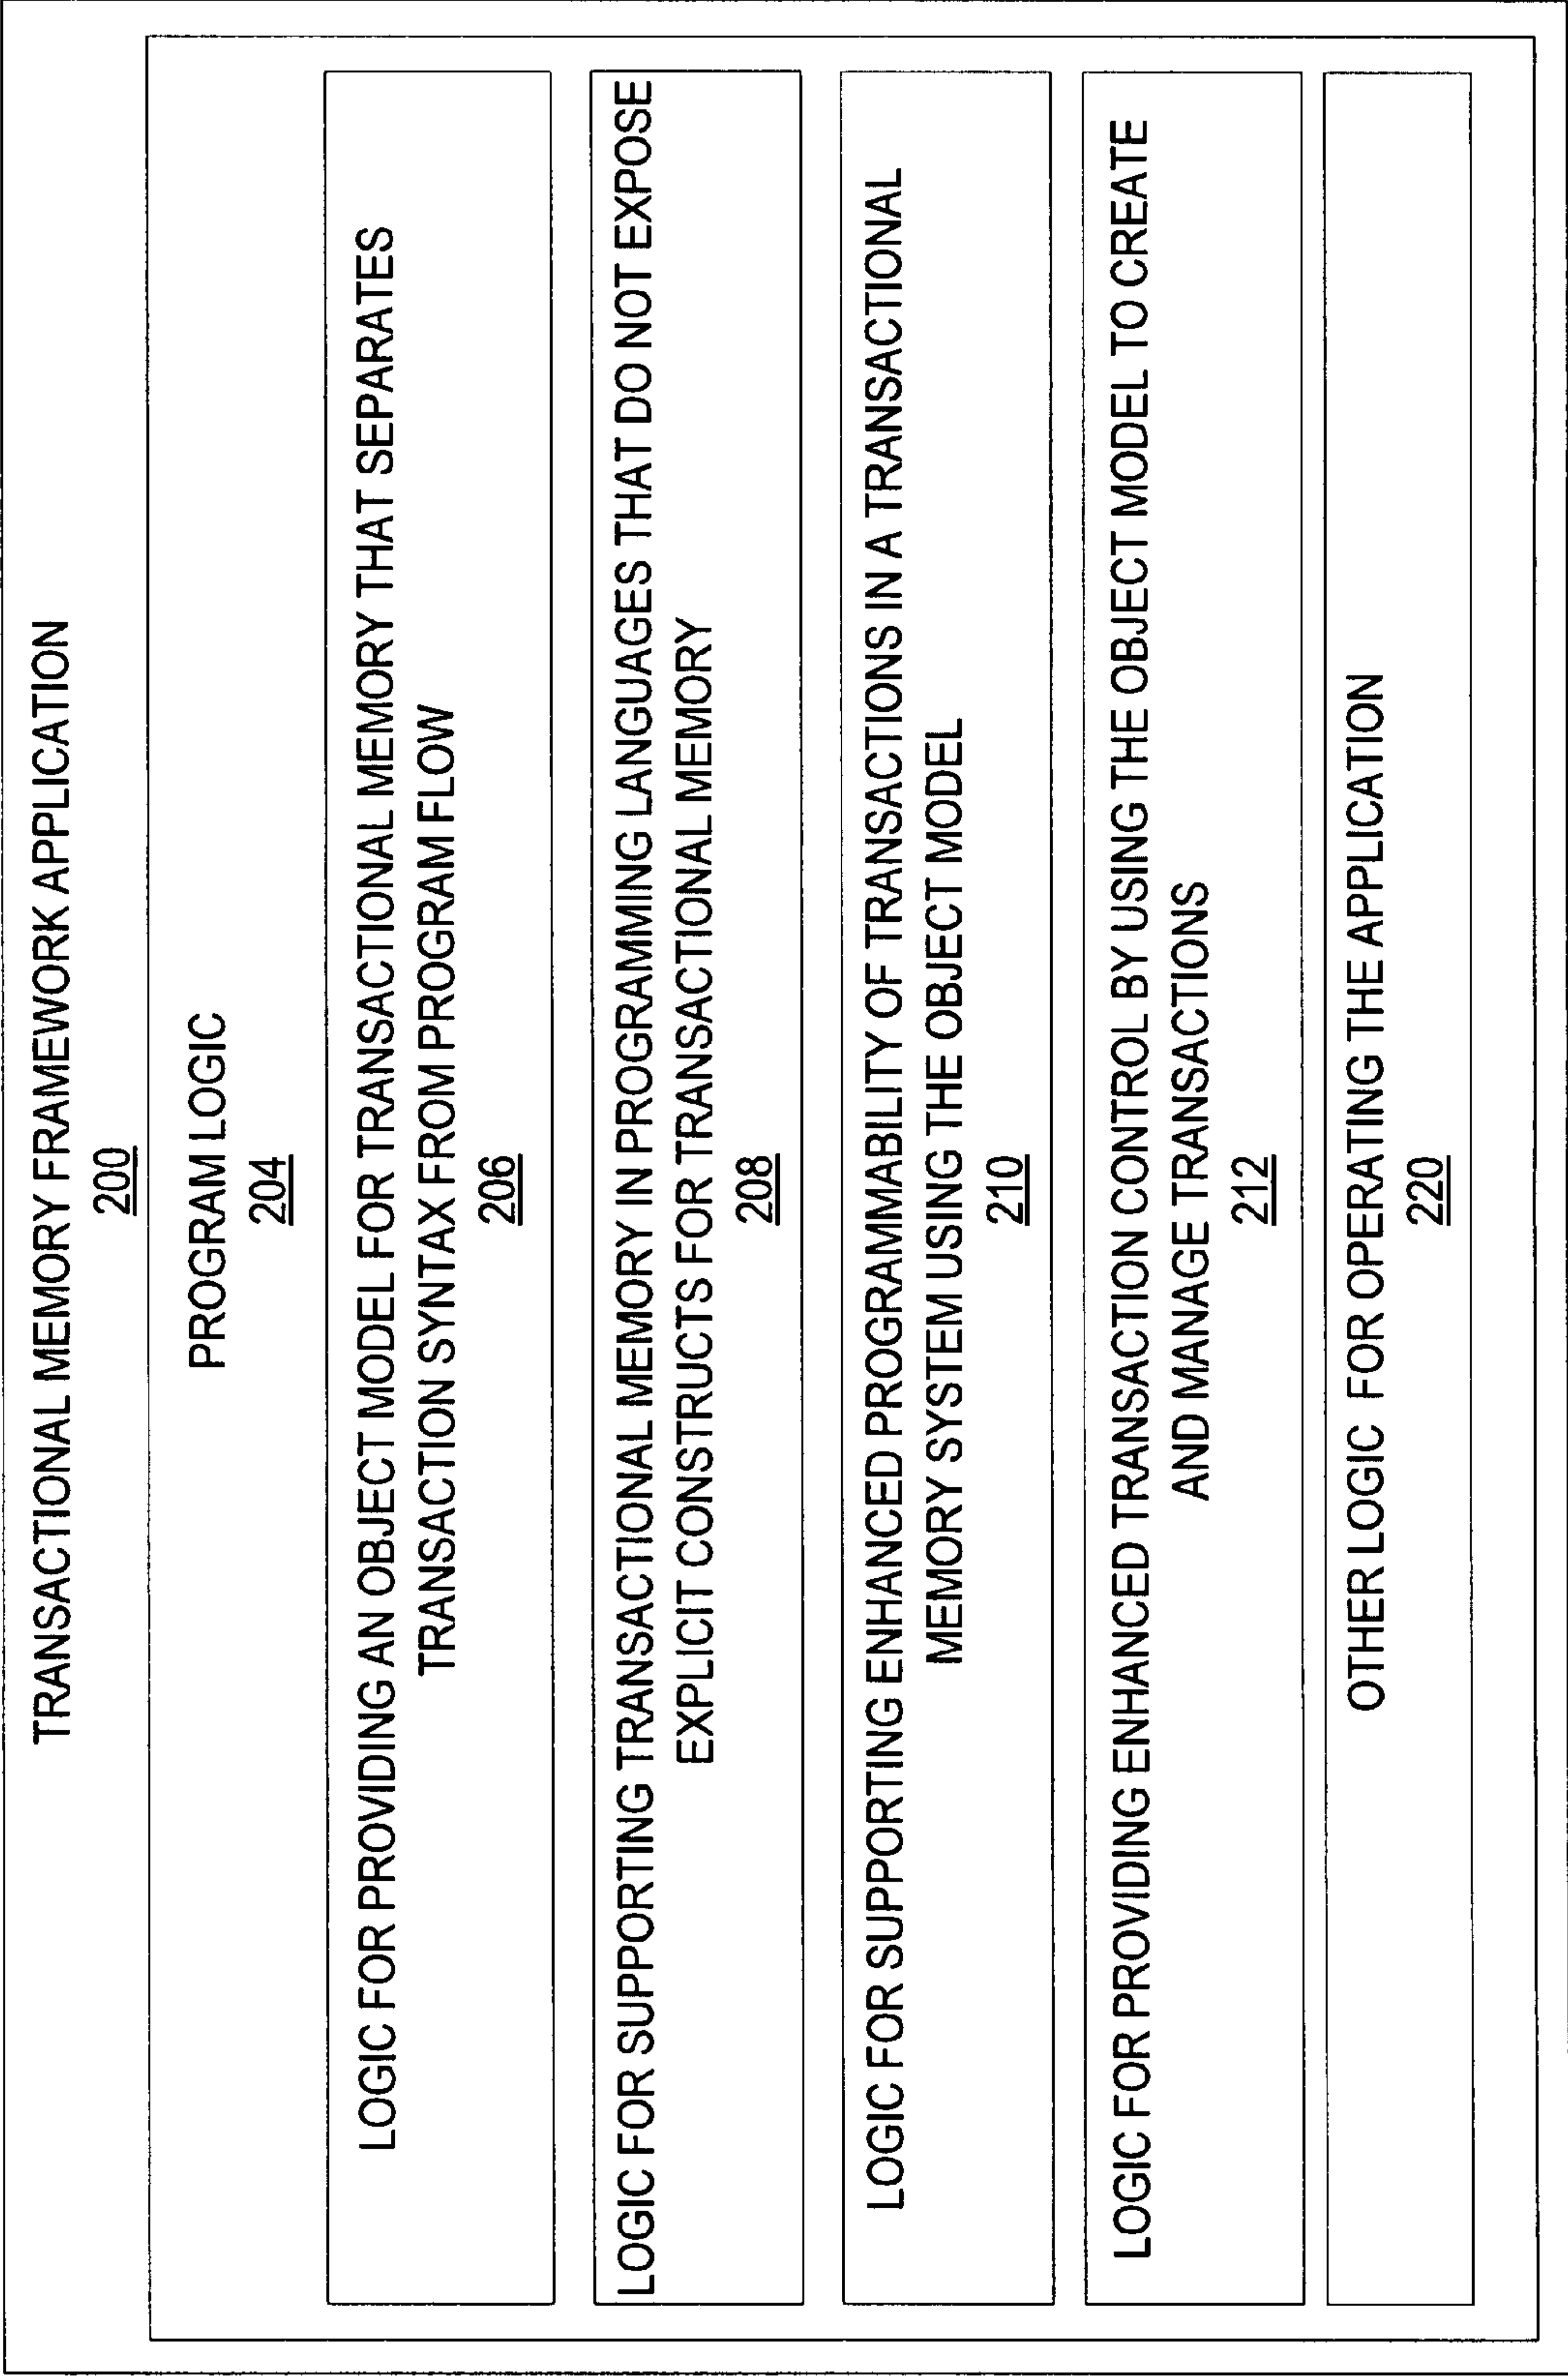 TRANSACTIONAL MEMORY FRAMEWORK APPLICATION
200
PROGRAM LOGIC
204
LOGIC FOR PROVIDING AN OBJECT MODEL FOR TRANSACTIONAL MEMORY THAT SEPARATES
TRANSACTION SYNTAX FROM PROGRAM FLOW
206
LOGIC FOR SUPPORTING TRANSACTIONAL MEMORY IN PROGRAMMING LANGUAGES THAT DO NOT EXPOSE
EXPLICIT CONSTRUCTS FOR TRANSACTIONAL MEMORY
208
LOGIC FOR SUPPORTING ENHANCED PROGRAMMABILITY OF TRANSACTIONS IN A TRANSACTIONAL
MEMORY SYSTEM USING THE OBJECT MODEL
210
LOGIC FOR PROVIDING ENHANCED TRANSACTION CONTROL BY USING THE OBJECT MODEL TO CREATE
AND MANAGE TRANSACTIONS
212
OTHER LOGIC FOR OPERATING THE APPLICATION
220